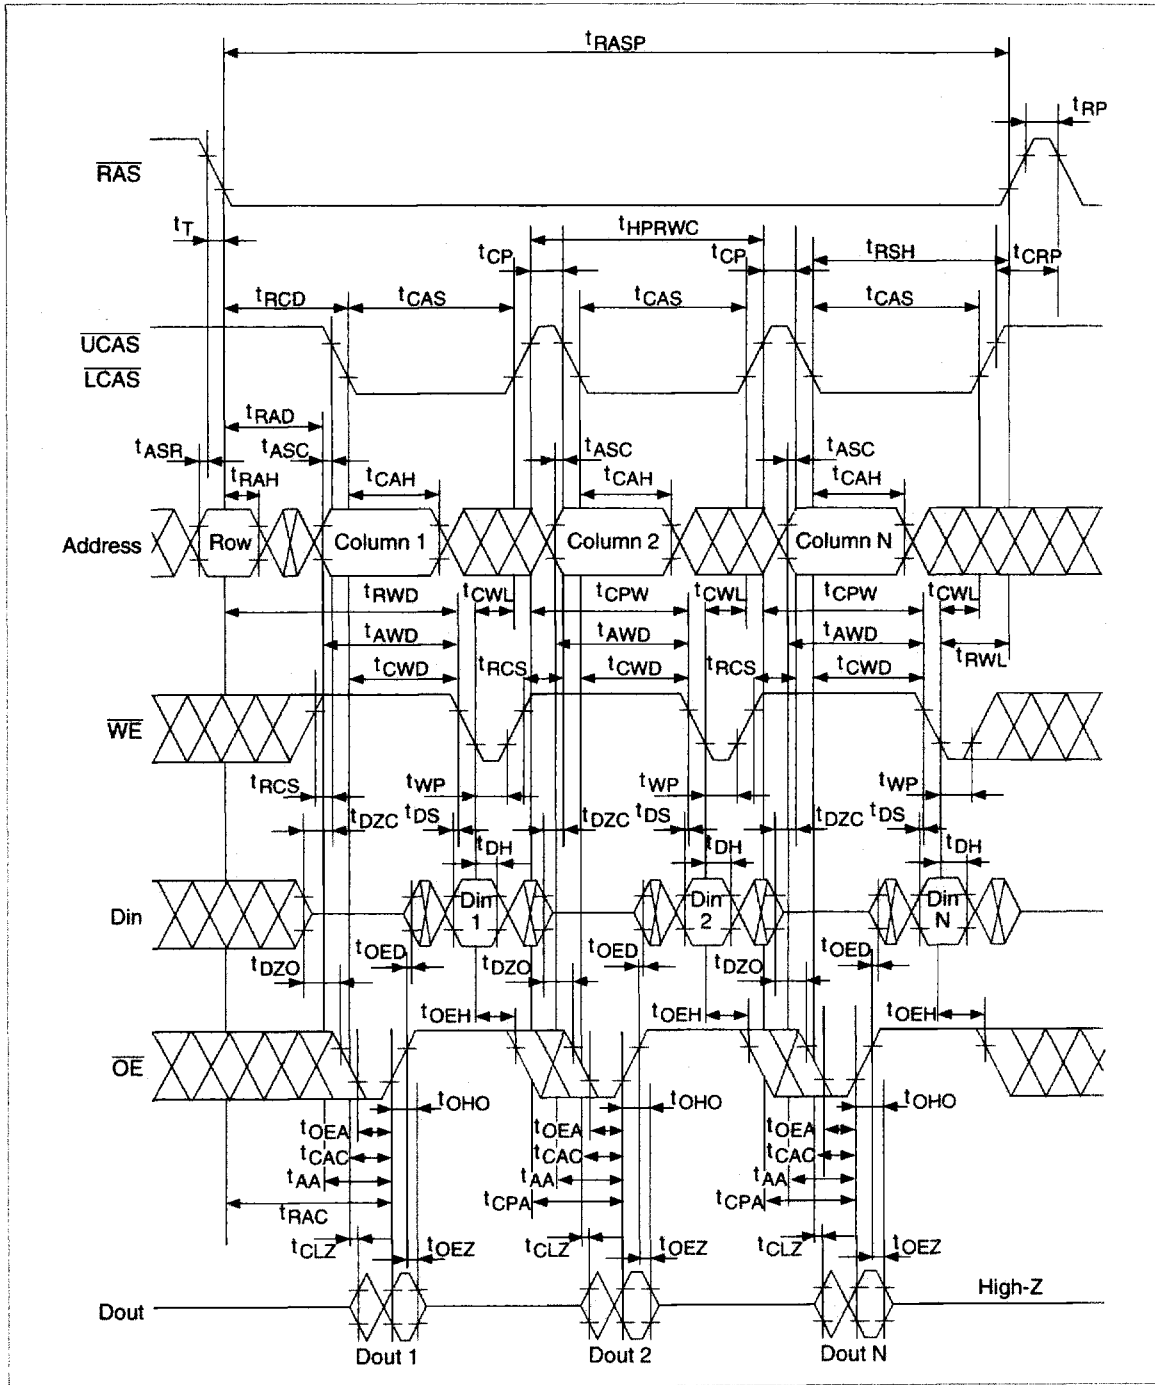 tRASP
tRP
RAS
tT
tHPRWC
tCP
tCP
tRSH
tCRP
tRCD
tCAS
tCAS
tCAS
UCAS
LCAS
tRAD
tASR
tASC
tASC
tASC
tRAH
tCAH
tCAH
tCAH
Address
Row
Column 1
Column 2
Column N
tRWD
tCWL
tCPW
tCWL
tCPW
tCWL
tAWD
tAWD
tAWD
tRWL
tCWD
tRCS
tCWD
tRCS
tCWD
WE
tRCS
tWP
tWP
tWP
tDZC
tDS
tDZC
tDS
tDZC
tDS
tDH
tDH
tDH
Din
Din 1
Din 2
Din N
tDZO
tOED
tDZO
tOED
tDZO
tOED
tOEH
tOEH
tOEH
OE
tOHO
tOHO
tOHO
tOEA
tOEA
tOEA
tCAC
tCAC
tCAC
tAA
tAA
tAA
tRAC
tCPA
tCPA
tCLZ
tOEZ
tCLZ
tOEZ
tCLZ
tOEZ
High-Z
Dout
Dout 1
Dout 2
Dout N